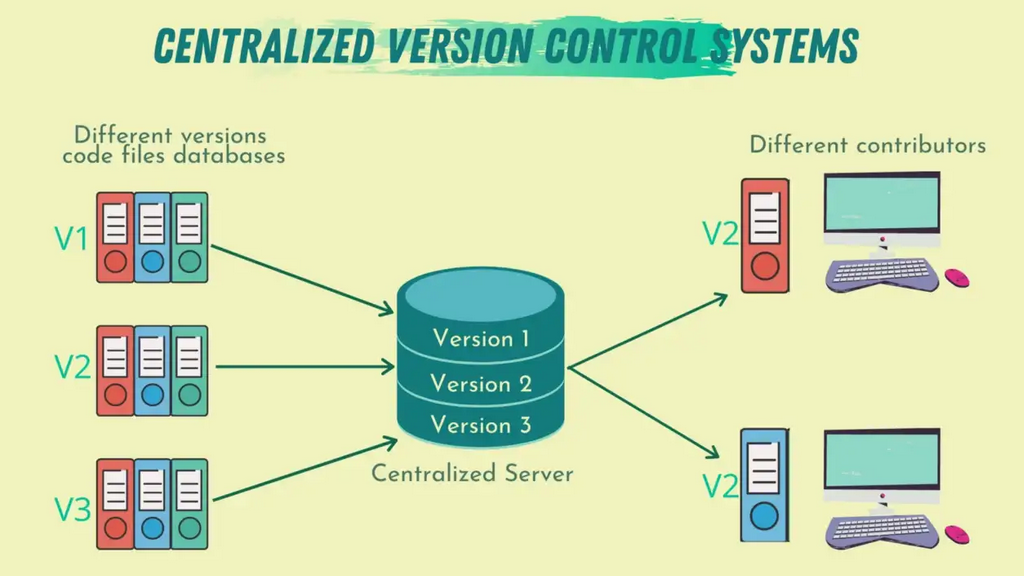 CENTRALIZED VERSION CONTROL SYSTEMS
Different versions
code files databases
V1
V2
V3
Version 1
Version 2
Version 3
Centralized Server
Different contributors
V2
V2